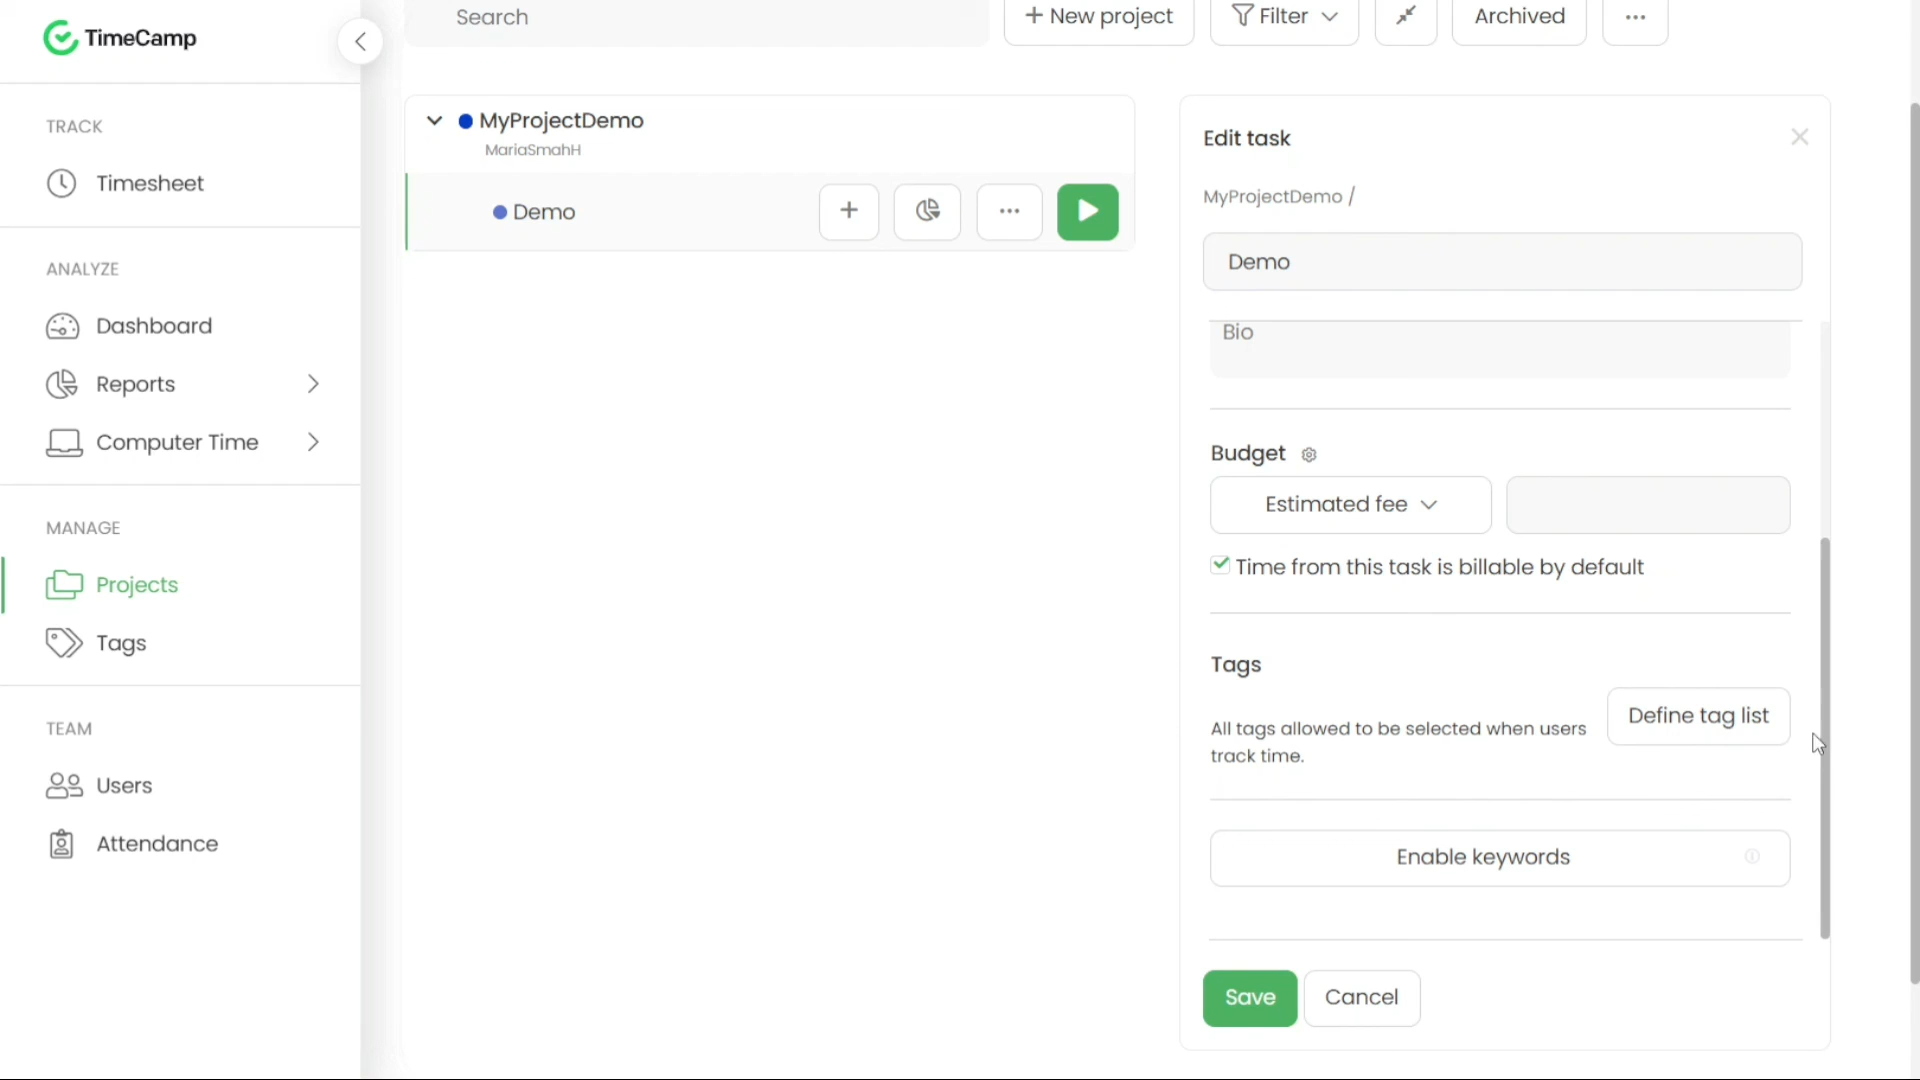 TimeCamp
TRACK
Timesheet
ANALYZE
Dashboard
Reports
Computer Time
MANAGE
Projects
Tags
TEAM
Users
Attendance
Search
+ New project
Filter
Archived
...
MyProjectDemo
MariaSmahH
Demo
+
...
Edit task
MyProjectDemo /
Demo
Bio
Budget
Estimated fee
Time from this task is billable by default
Tags
All tags allowed to be selected when users
track time.
Define tag list
Enable keywords
Save
Cancel